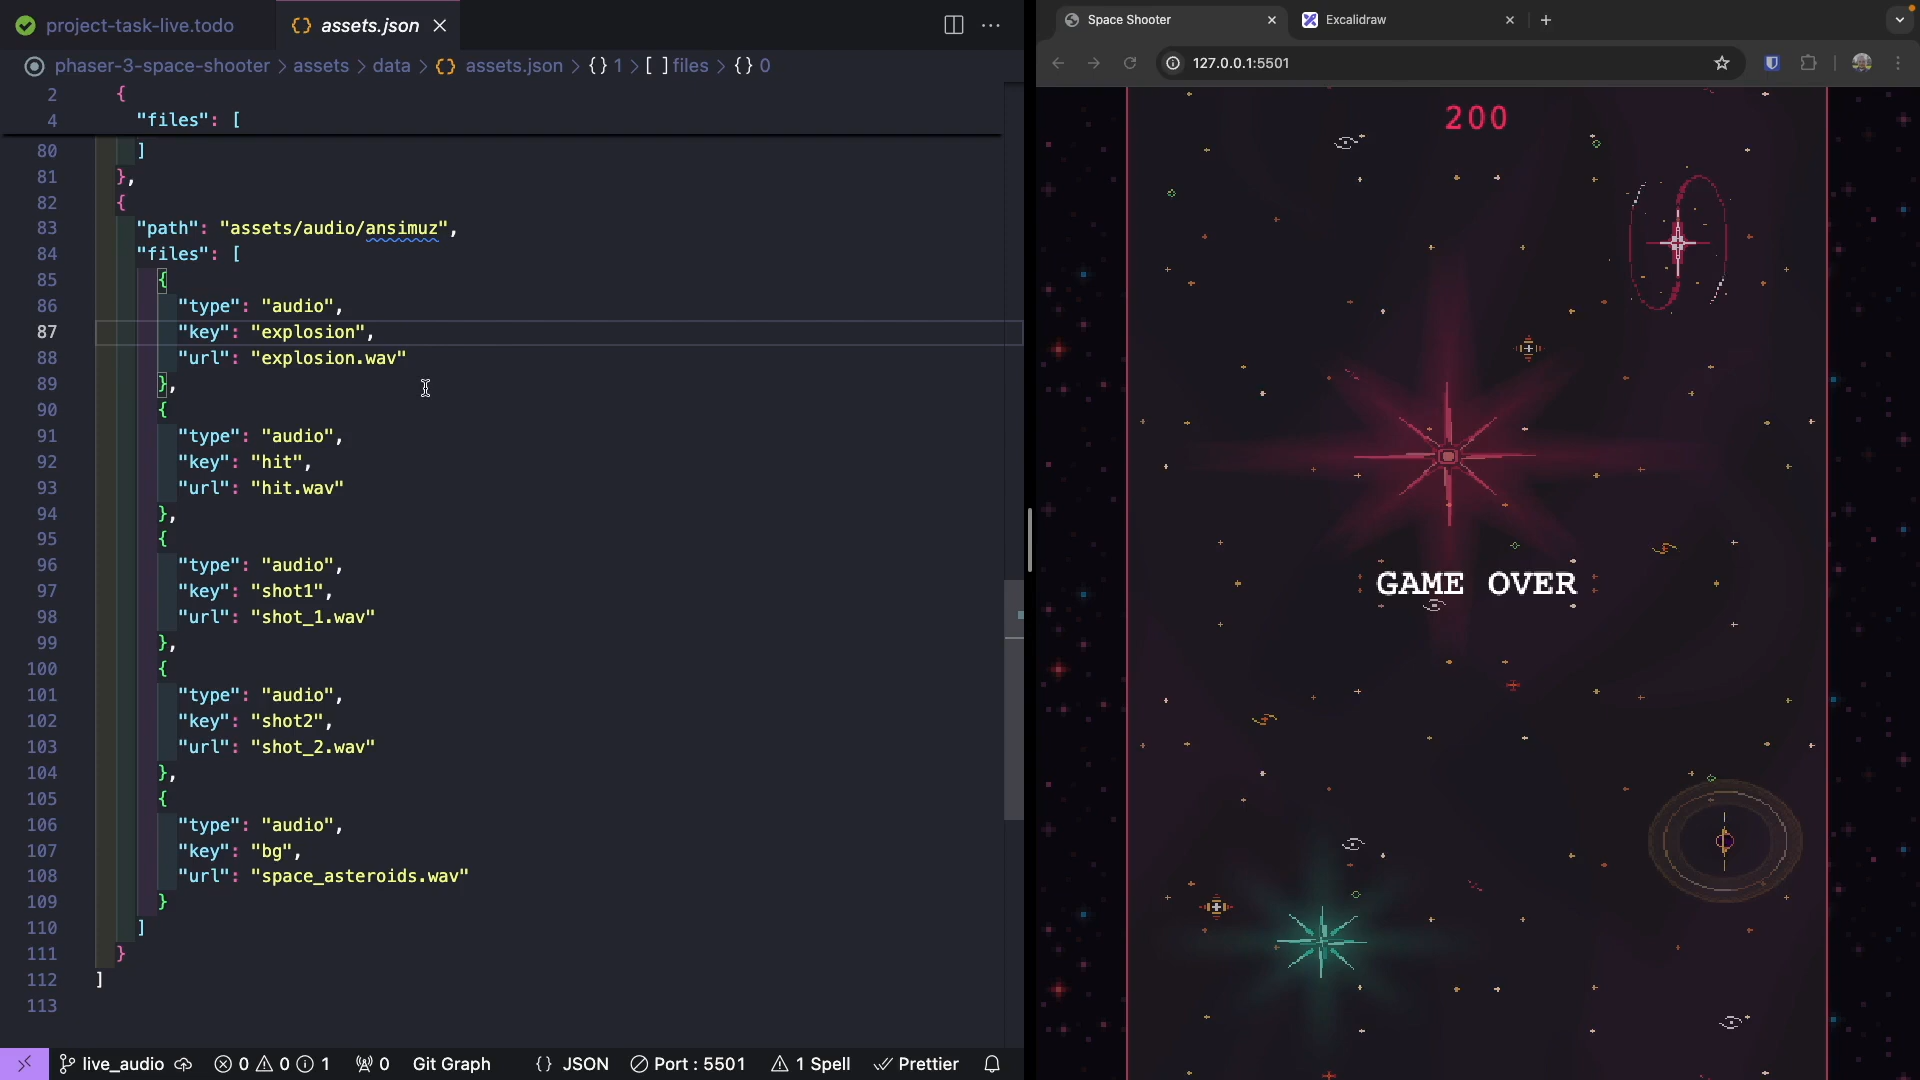 project-task-live.todo
{} assets.json
phaser-3-space-shooter > assets > data > {} assets.json > {} 1 > [ ] files > {} 0
2 {
4 "files": [
80 ]
81 },
82 {
83 "path": "assets/audio/ansimuz",
84 "files": [
85 {
86 "type": "audio",
87 "key": "explosion",
88 "url": "explosion.wav"
89 },
90 {
91 "type": "audio",
92 "key": "hit",
93 "url": "hit.wav"
94 },
95 {
96 "type": "audio",
97 "key": "shot1",
98 "url": "shot_1.wav"
99 },
100 {
101 "type": "audio",
102 "key": "shot2",
103 "url": "shot_2.wav"
104 },
105 {
106 "type": "audio",
107 "key": "bg",
108 "url": "space_asteroids.wav"
109 }
110 ]
111 }
112 ]
113
live_audio 0 0 1 0 Git Graph {} JSON Port : 5501 1 Spell Prettier
Space Shooter
Excalidraw
127.0.0.1:5501
200
GAME OVER